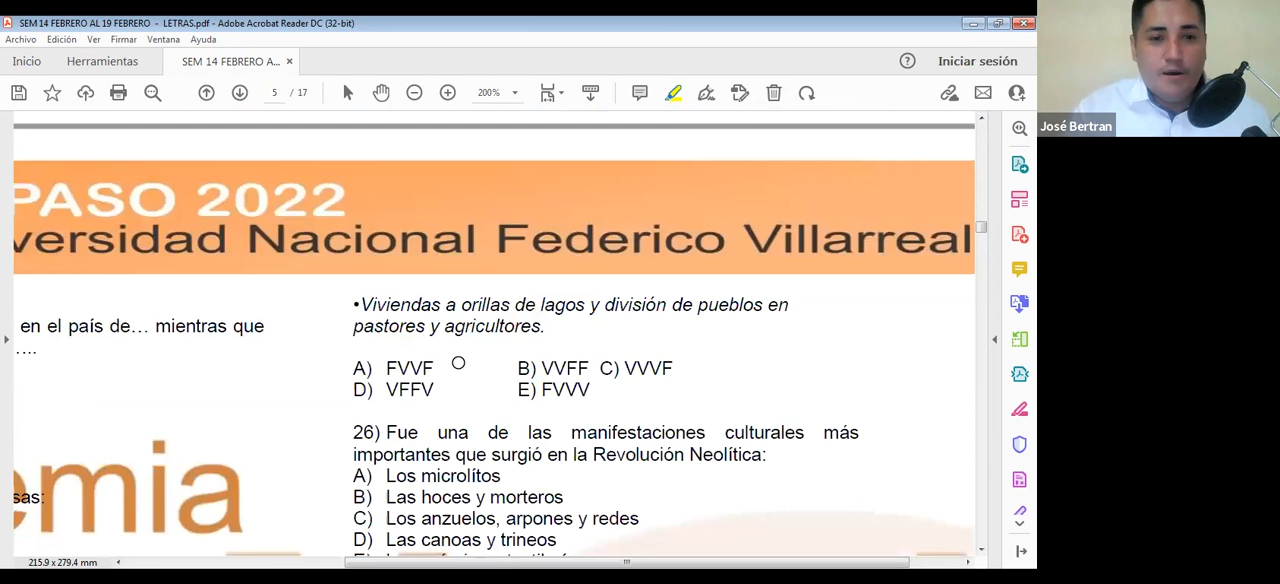 SEM 14 FEBRERO AL 19 FEBRERO - LETRAS.pdf - Adobe Acrobat Reader DC (32-bit)
Archivo Edición Ver Firmar Ventana Ayuda
Inicio Herramientas SEM 14 FEBRERO A... × Iniciar sesión
5 / 17 200%
José Bertran
PASO 2022
versidad Nacional Federico Villarreal
en el país de… mientras que
….
•Viviendas a orillas de lagos y división de pueblos en
pastores y agricultores.
A) FVVF B) VVFF C) VVVF
D) VFFV E) FVVV
26) Fue una de las manifestaciones culturales más
importantes que surgió en la Revolución Neolítica:
A) Los microlítos
B) Las hoces y morteros
C) Los anzuelos, arpones y redes
D) Las canoas y trineos
emia
sas:
215.9 x 279.4 mm